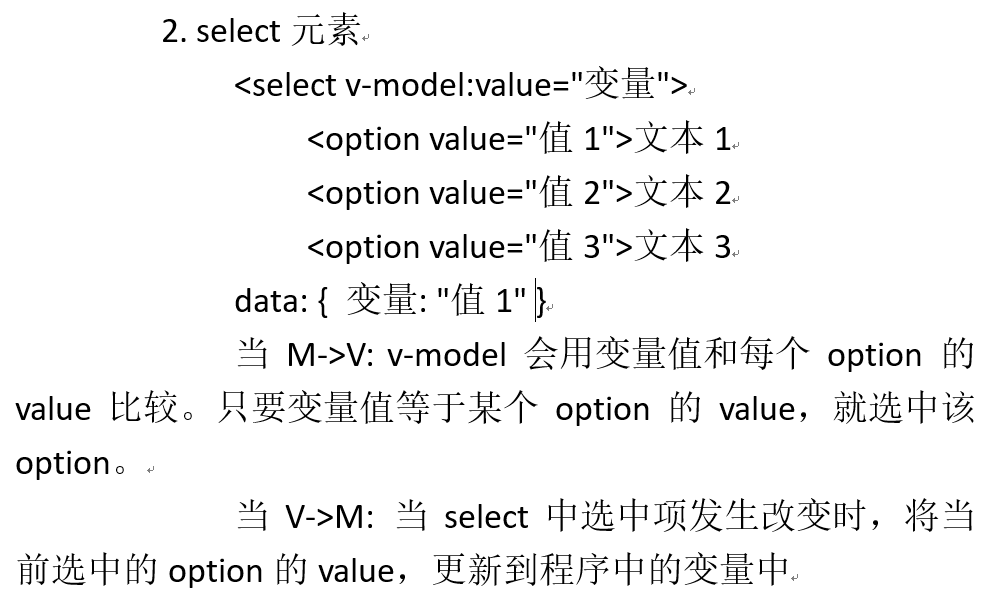 2. select 元素
<select v-model:value="变量">
<option value="值 1">文本 1
<option value="值 2">文本 2
<option value="值 3">文本 3
data: { 变量: "值 1" }
当 M->V: v-model 会用变量值和每个 option 的
value 比较。只要变量值等于某个 option 的 value，就选中该
option。
当 V->M: 当 select 中选中项发生改变时，将当
前选中的 option 的 value，更新到程序中的变量中